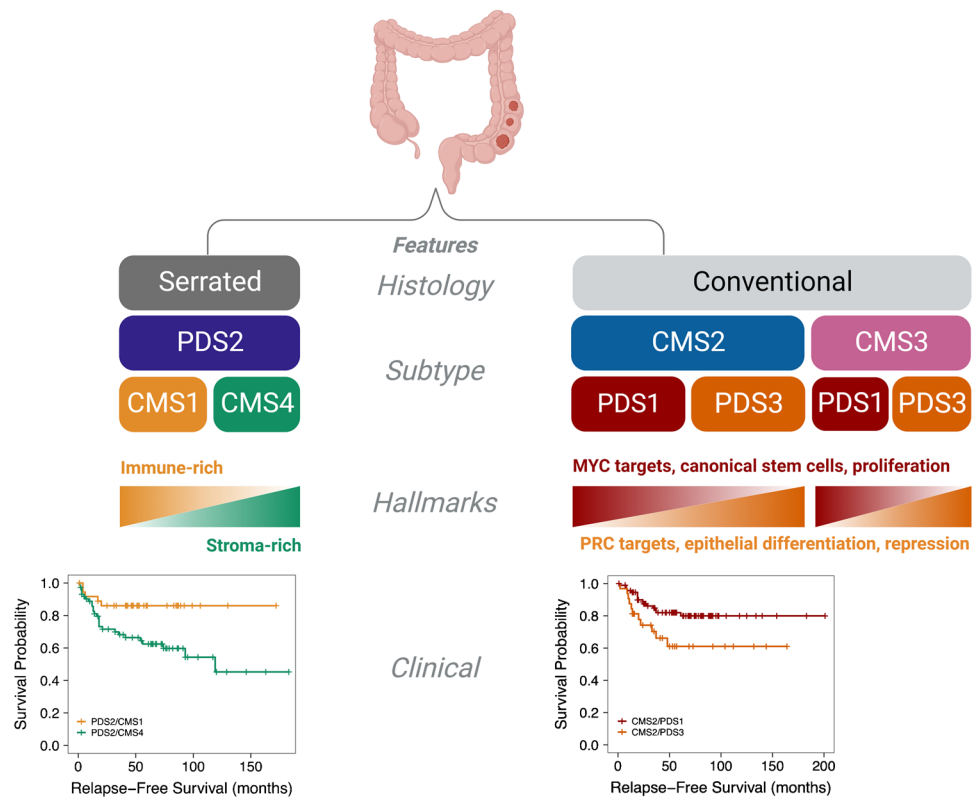 Features
Serrated
Histology
Conventional
PDS2
CMS2
CMS3
Subtype
CMS1
CMS4
PDS1
PDS3
PDS1
PDS3
Immune-rich
MYC targets, canonical stem cells, proliferation
Hallmarks
Stroma-rich
PRC targets, epithelial differentiation, repression
Clinical
Survival Probability
1.0
0.8
0.6
0.4
0.2
0.0
PDS2/CMS1
PDS2/CMS4
0 50 100 150
Relapse−Free Survival (months)
Survival Probability
1.0
0.8
0.6
0.4
0.2
0.0
CMS2/PDS1
CMS2/PDS3
0 50 100 150 200
Relapse−Free Survival (months)